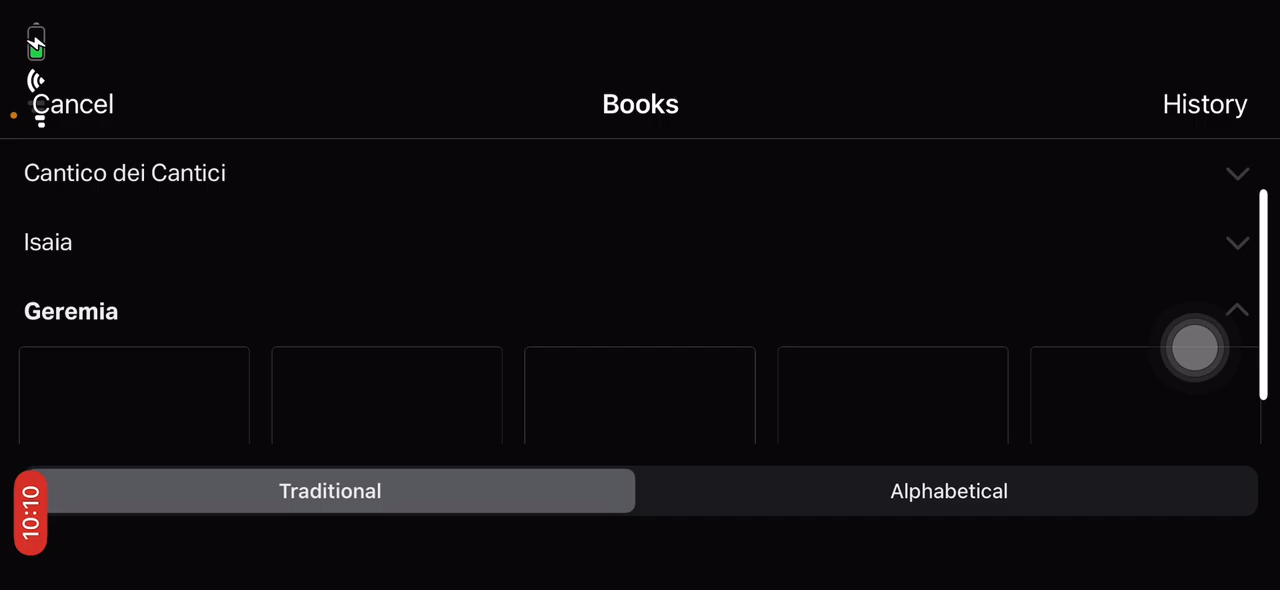 Cancel
Books
History
Cantico dei Cantici
Isaia
Geremia
Traditional
Alphabetical
10:10